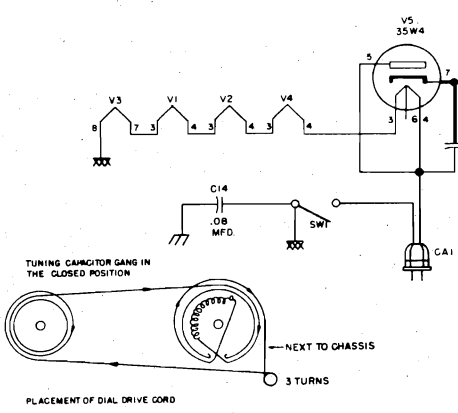 V5.
35W4
5
7
V3
V1
V2
V4
8
7
3
4
3
4
3
4
3
6
4
C14
.08
MFD.
SW1
CA1
TUNING CAPACITOR GANG IN
THE CLOSED POSITION
NEXT TO CHASSIS
3 TURNS
PLACEMENT OF DIAL DRIVE CORD